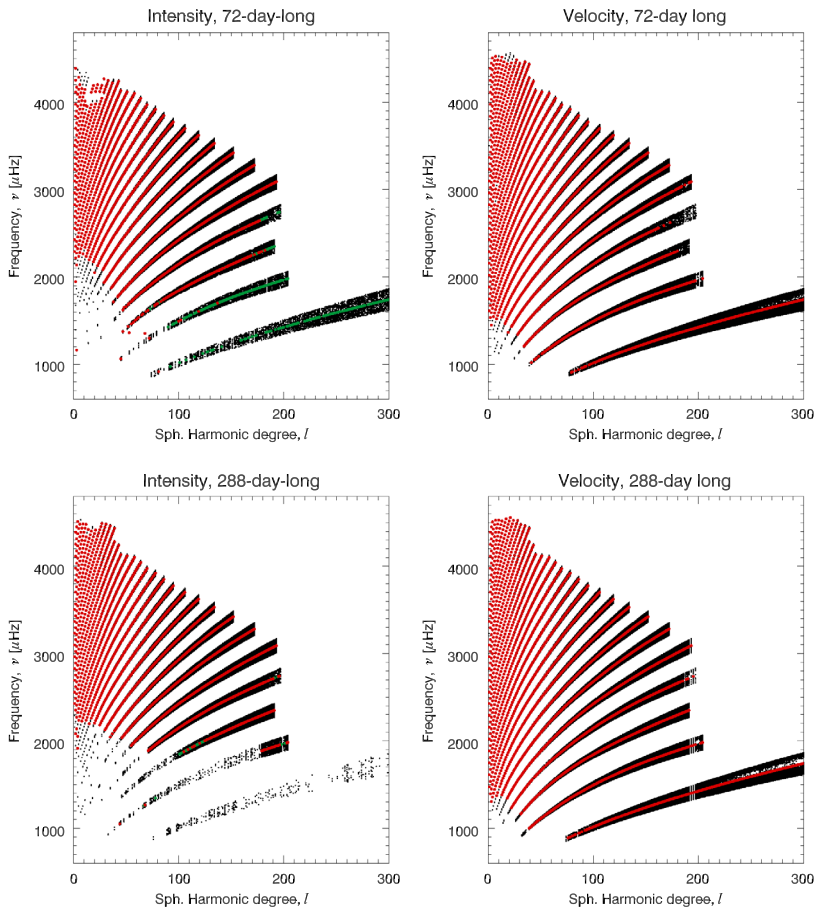 Intensity, 72-day-long
Frequency, ν [μHz]
4000
3000
2000
1000
0
100
200
300
Sph. Harmonic degree, l
Velocity, 72-day long
Frequency, ν [μHz]
4000
3000
2000
1000
0
100
200
300
Sph. Harmonic degree, l
Intensity, 288-day-long
Frequency, ν [μHz]
4000
3000
2000
1000
0
100
200
300
Sph. Harmonic degree, l
Velocity, 288-day long
Frequency, ν [μHz]
4000
3000
2000
1000
0
100
200
300
Sph. Harmonic degree, l